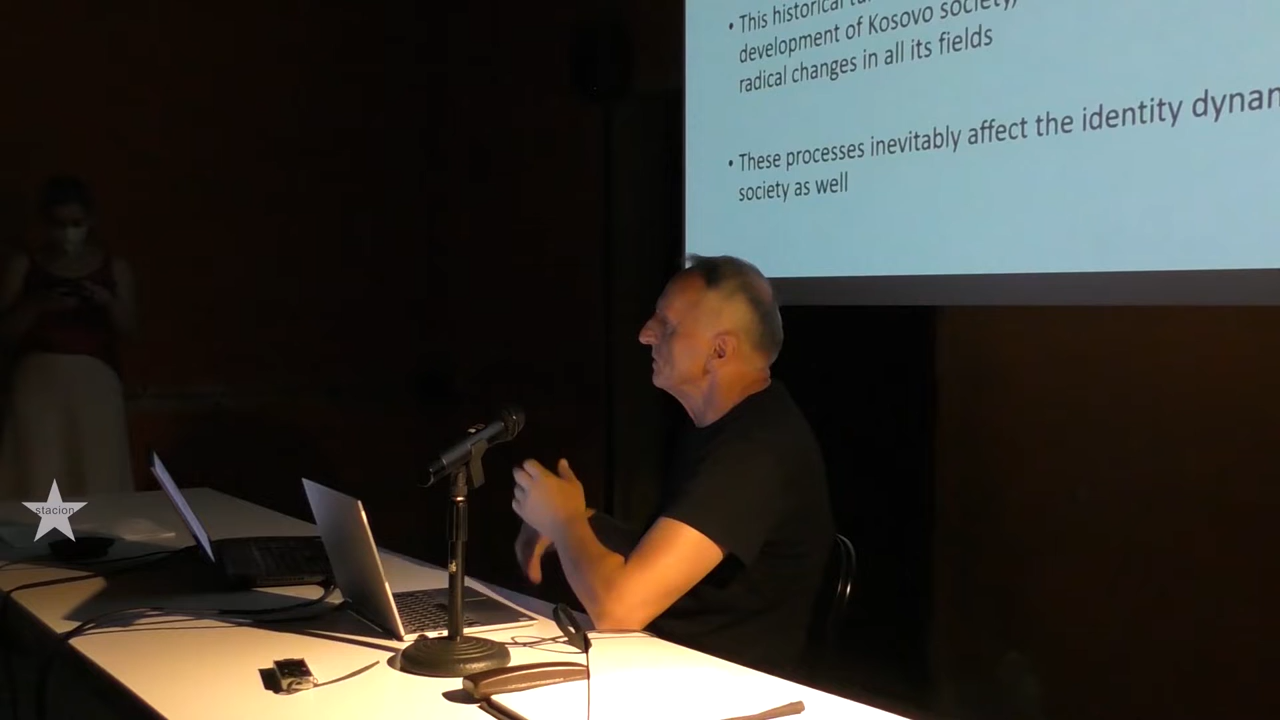 • This historical
development of Kosovo society,
radical changes in all its fields
• These processes inevitably affect the identity
society as well
stacion